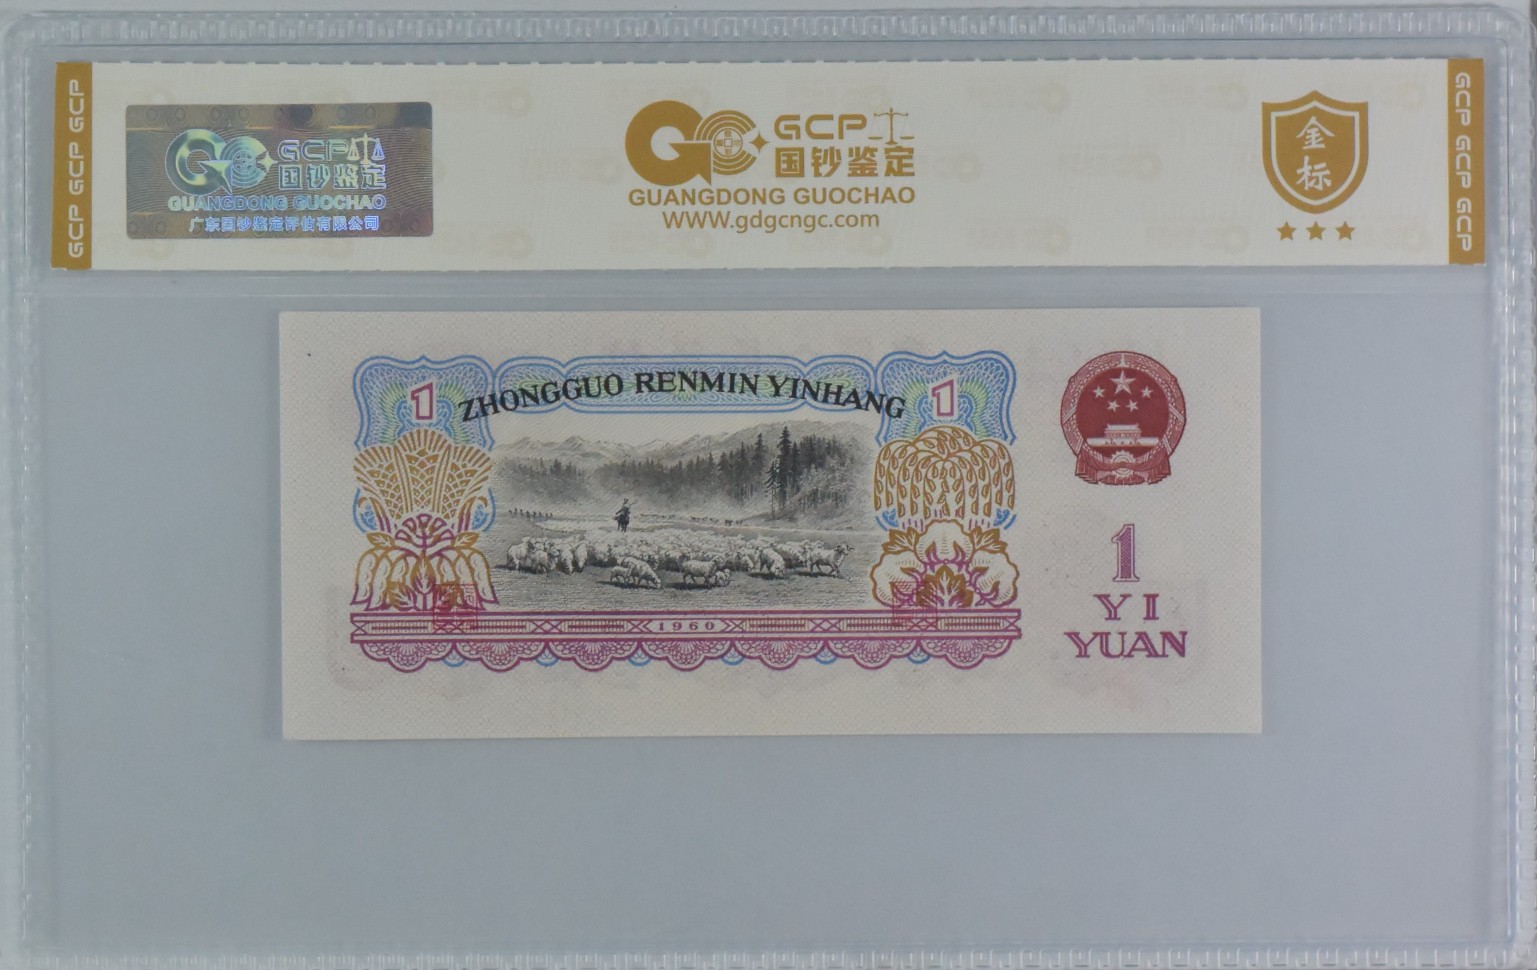 GCP GCP GCP
GCP
国钞鉴定
GUANGDONG GUOCHAO
广东国钞鉴定评估有限公司
GCP
国钞鉴定
GUANGDONG GUOCHAO
WWW.gdgcngc.com
金
标
GCP GCP GCP
1
ZHONGGUO RENMIN YINHANG
1
1960
1
YI
YUAN